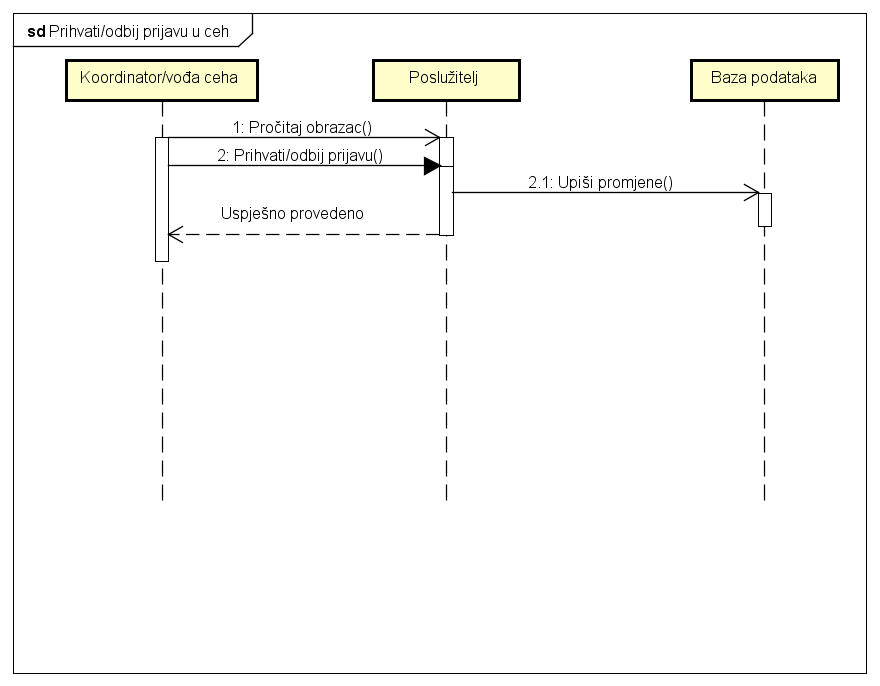 sd Prihvati/odbij prijavu u ceh
Koordinator/vođa ceha
Poslužitelj
Baza podataka
1: Pročitaj obrazac()
2: Prihvati/odbij prijavu()
2.1: Upiši promjene()
Uspješno provedeno